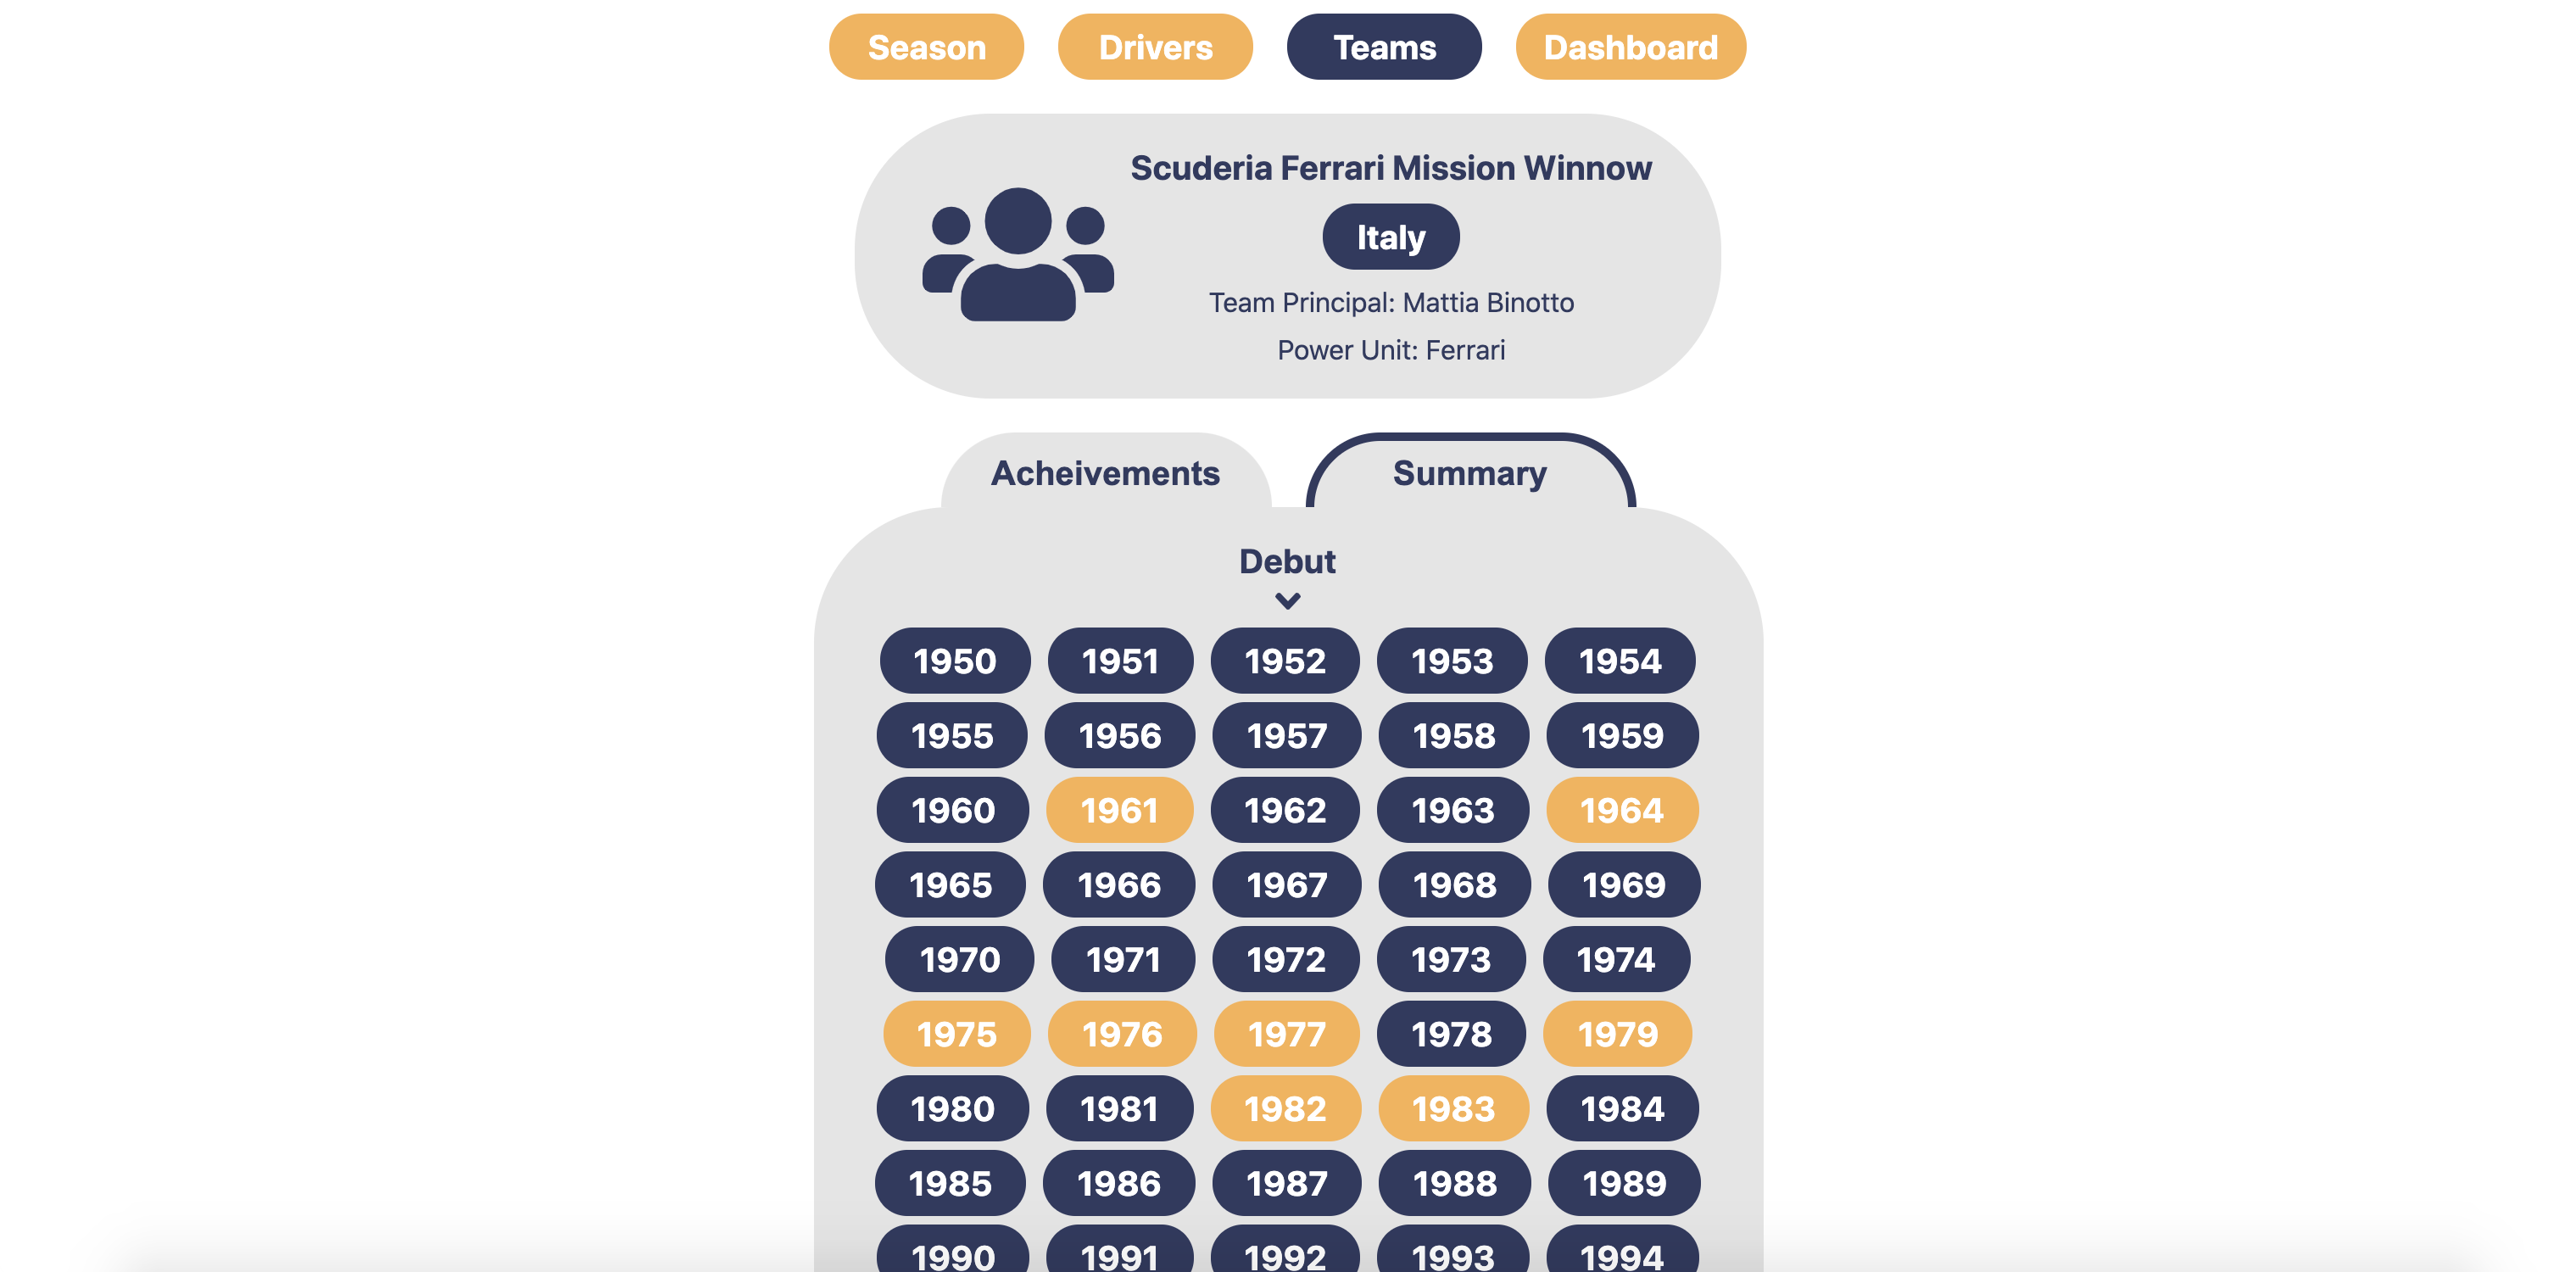 Season Drivers Teams Dashboard
Scuderia Ferrari Mission Winnow
Italy
Team Principal: Mattia Binotto
Power Unit: Ferrari
Acheivements Summary
Debut
1950 1951 1952 1953 1954
1955 1956 1957 1958 1959
1960 1961 1962 1963 1964
1965 1966 1967 1968 1969
1970 1971 1972 1973 1974
1975 1976 1977 1978 1979
1980 1981 1982 1983 1984
1985 1986 1987 1988 1989
1990 1991 1992 1993 1994